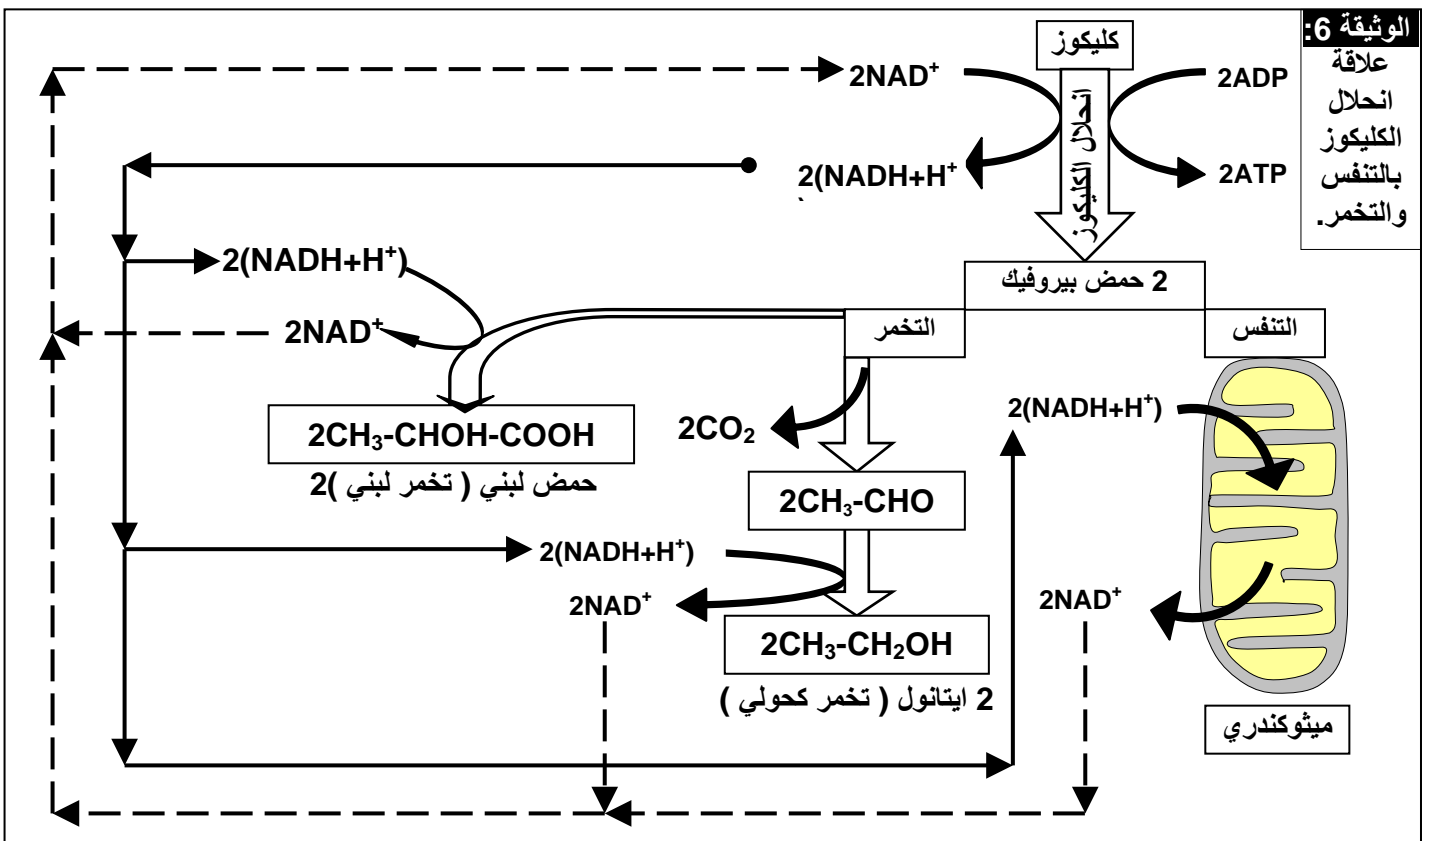 الوثيقة 6:
علاقة
انحلال
الكليكوز
بالتنفس
والتخمر.
كليكوز
2NAD⁺
2ADP
انحلال الكليكوز
2(NADH+H⁺
)
2ATP
2(NADH+H⁺)
2 حمض بيروفيك
2NAD⁺
التخمر
التنفس
2(NADH+H⁺)
2CO₂
2CH₃-CHOH-COOH
حمض لبني ( تخمر لبني )2
2CH₃-CHO
2(NADH+H⁺)
2NAD⁺
2NAD⁺
2CH₃-CH₂OH
2 ايتانول ( تخمر كحولي )
ميثوكندري